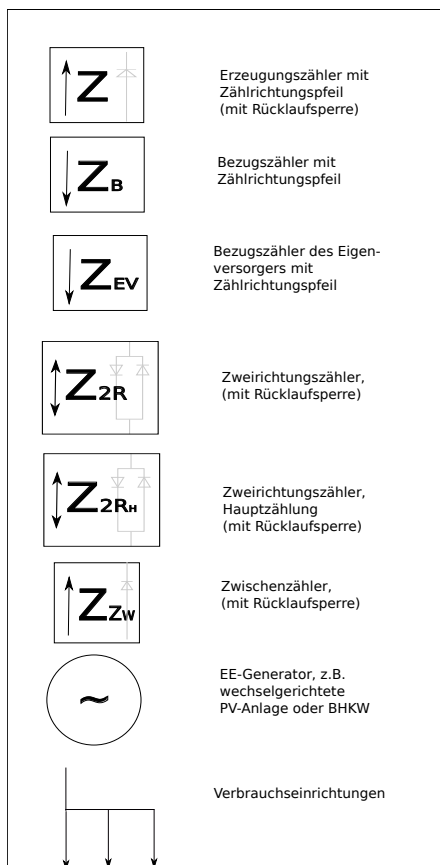 Z
Erzeugungszähler mit
Zählrichtungspfeil
(mit Rücklaufsperre)
ZB
Bezugszähler mit
Zählrichtungspfeil
ZEV
Bezugszähler des Eigen-
versorgers mit
Zählrichtungspfeil
Z2R
Zweirichtungszähler,
(mit Rücklaufsperre)
Z2RH
Zweirichtungszähler,
Hauptzählung
(mit Rücklaufsperre)
ZZW
Zwischenzähler,
(mit Rücklaufsperre)
~
EE-Generator, z.B.
wechselgerichtete
PV-Anlage oder BHKW
Verbrauchseinrichtungen